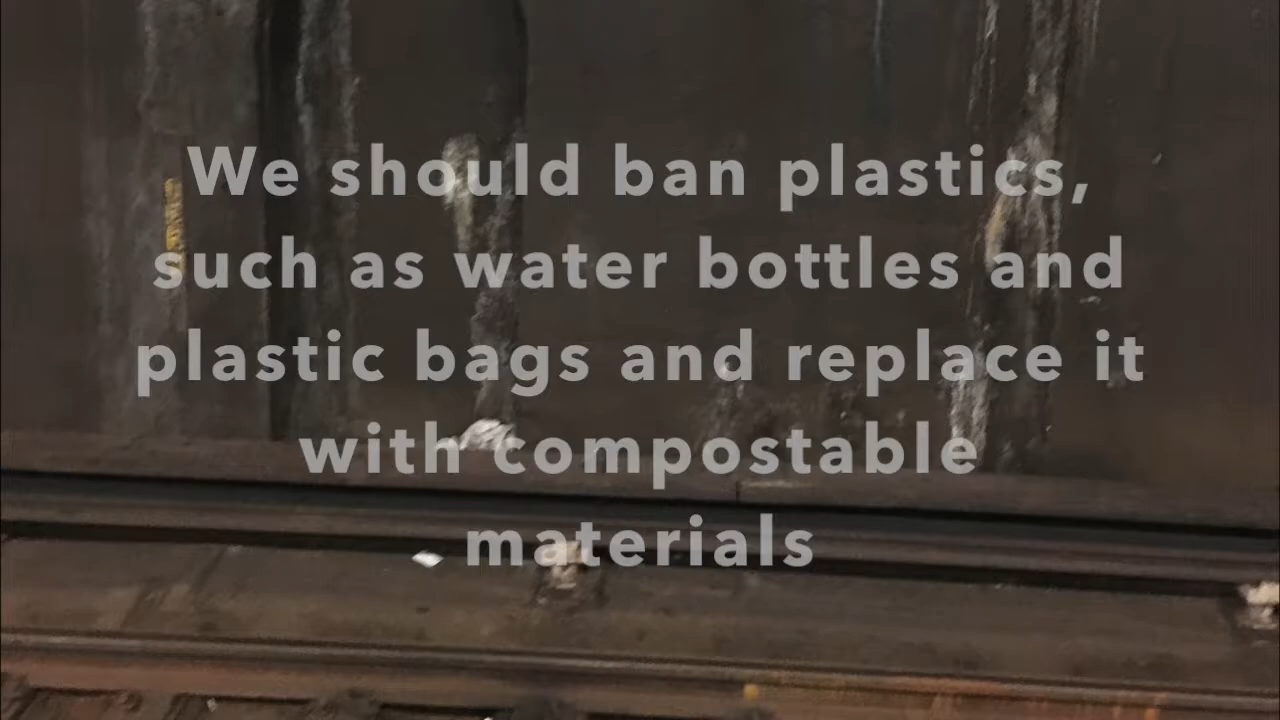 We should ban plastics,
such as water bottles and
plastic bags and replace it
with compostable
materials